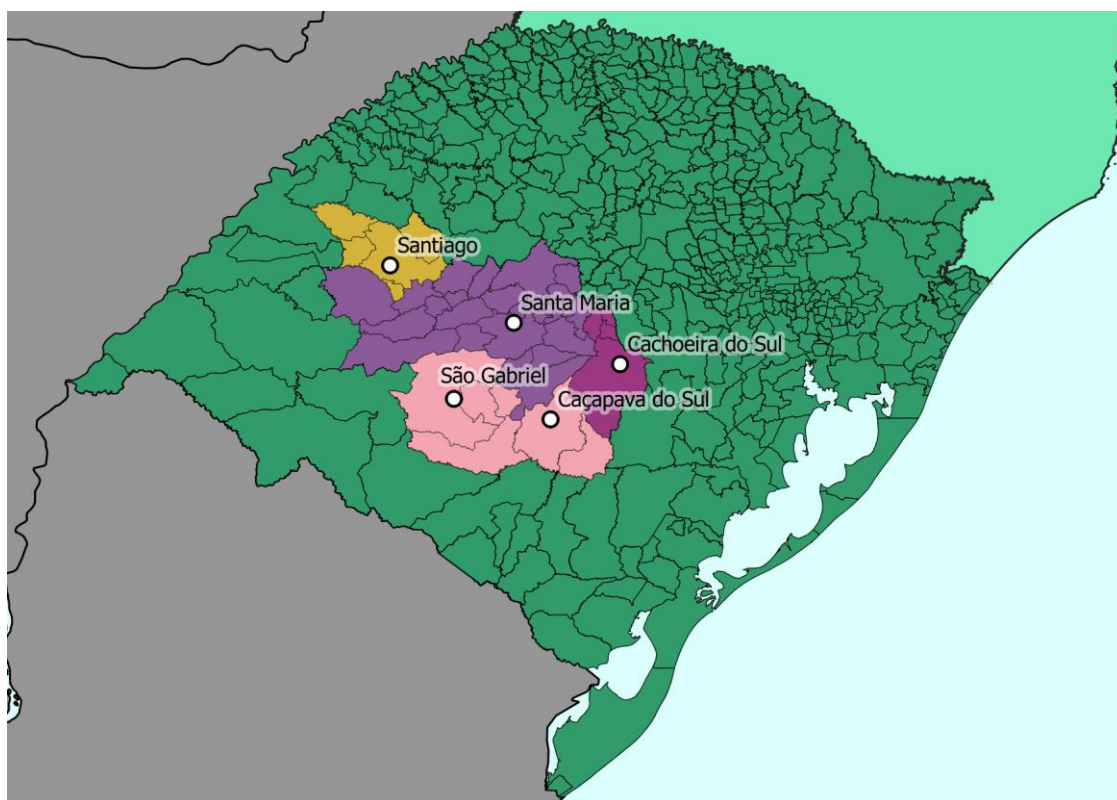 Santiago
Santa Maria
Cachoeira do Sul
São Gabriel
Caçapava do Sul